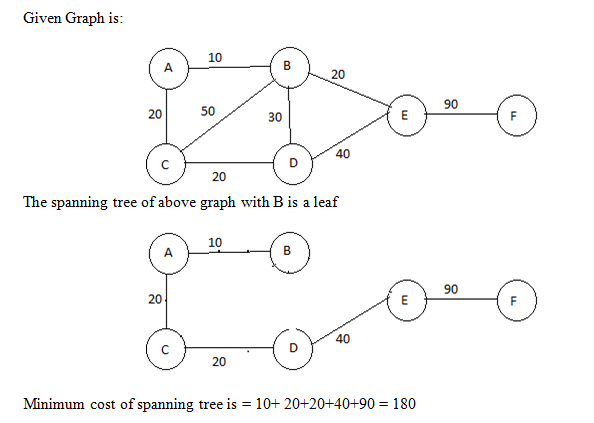 Given Graph is:
10
A
B
20
20
50
30
90
E
F
C
D
40
20
The spanning tree of above graph with B is a leaf
10
A
B
20
90
E
F
C
D
40
20
Minimum cost of spanning tree is = 10+ 20+20+40+90 = 180